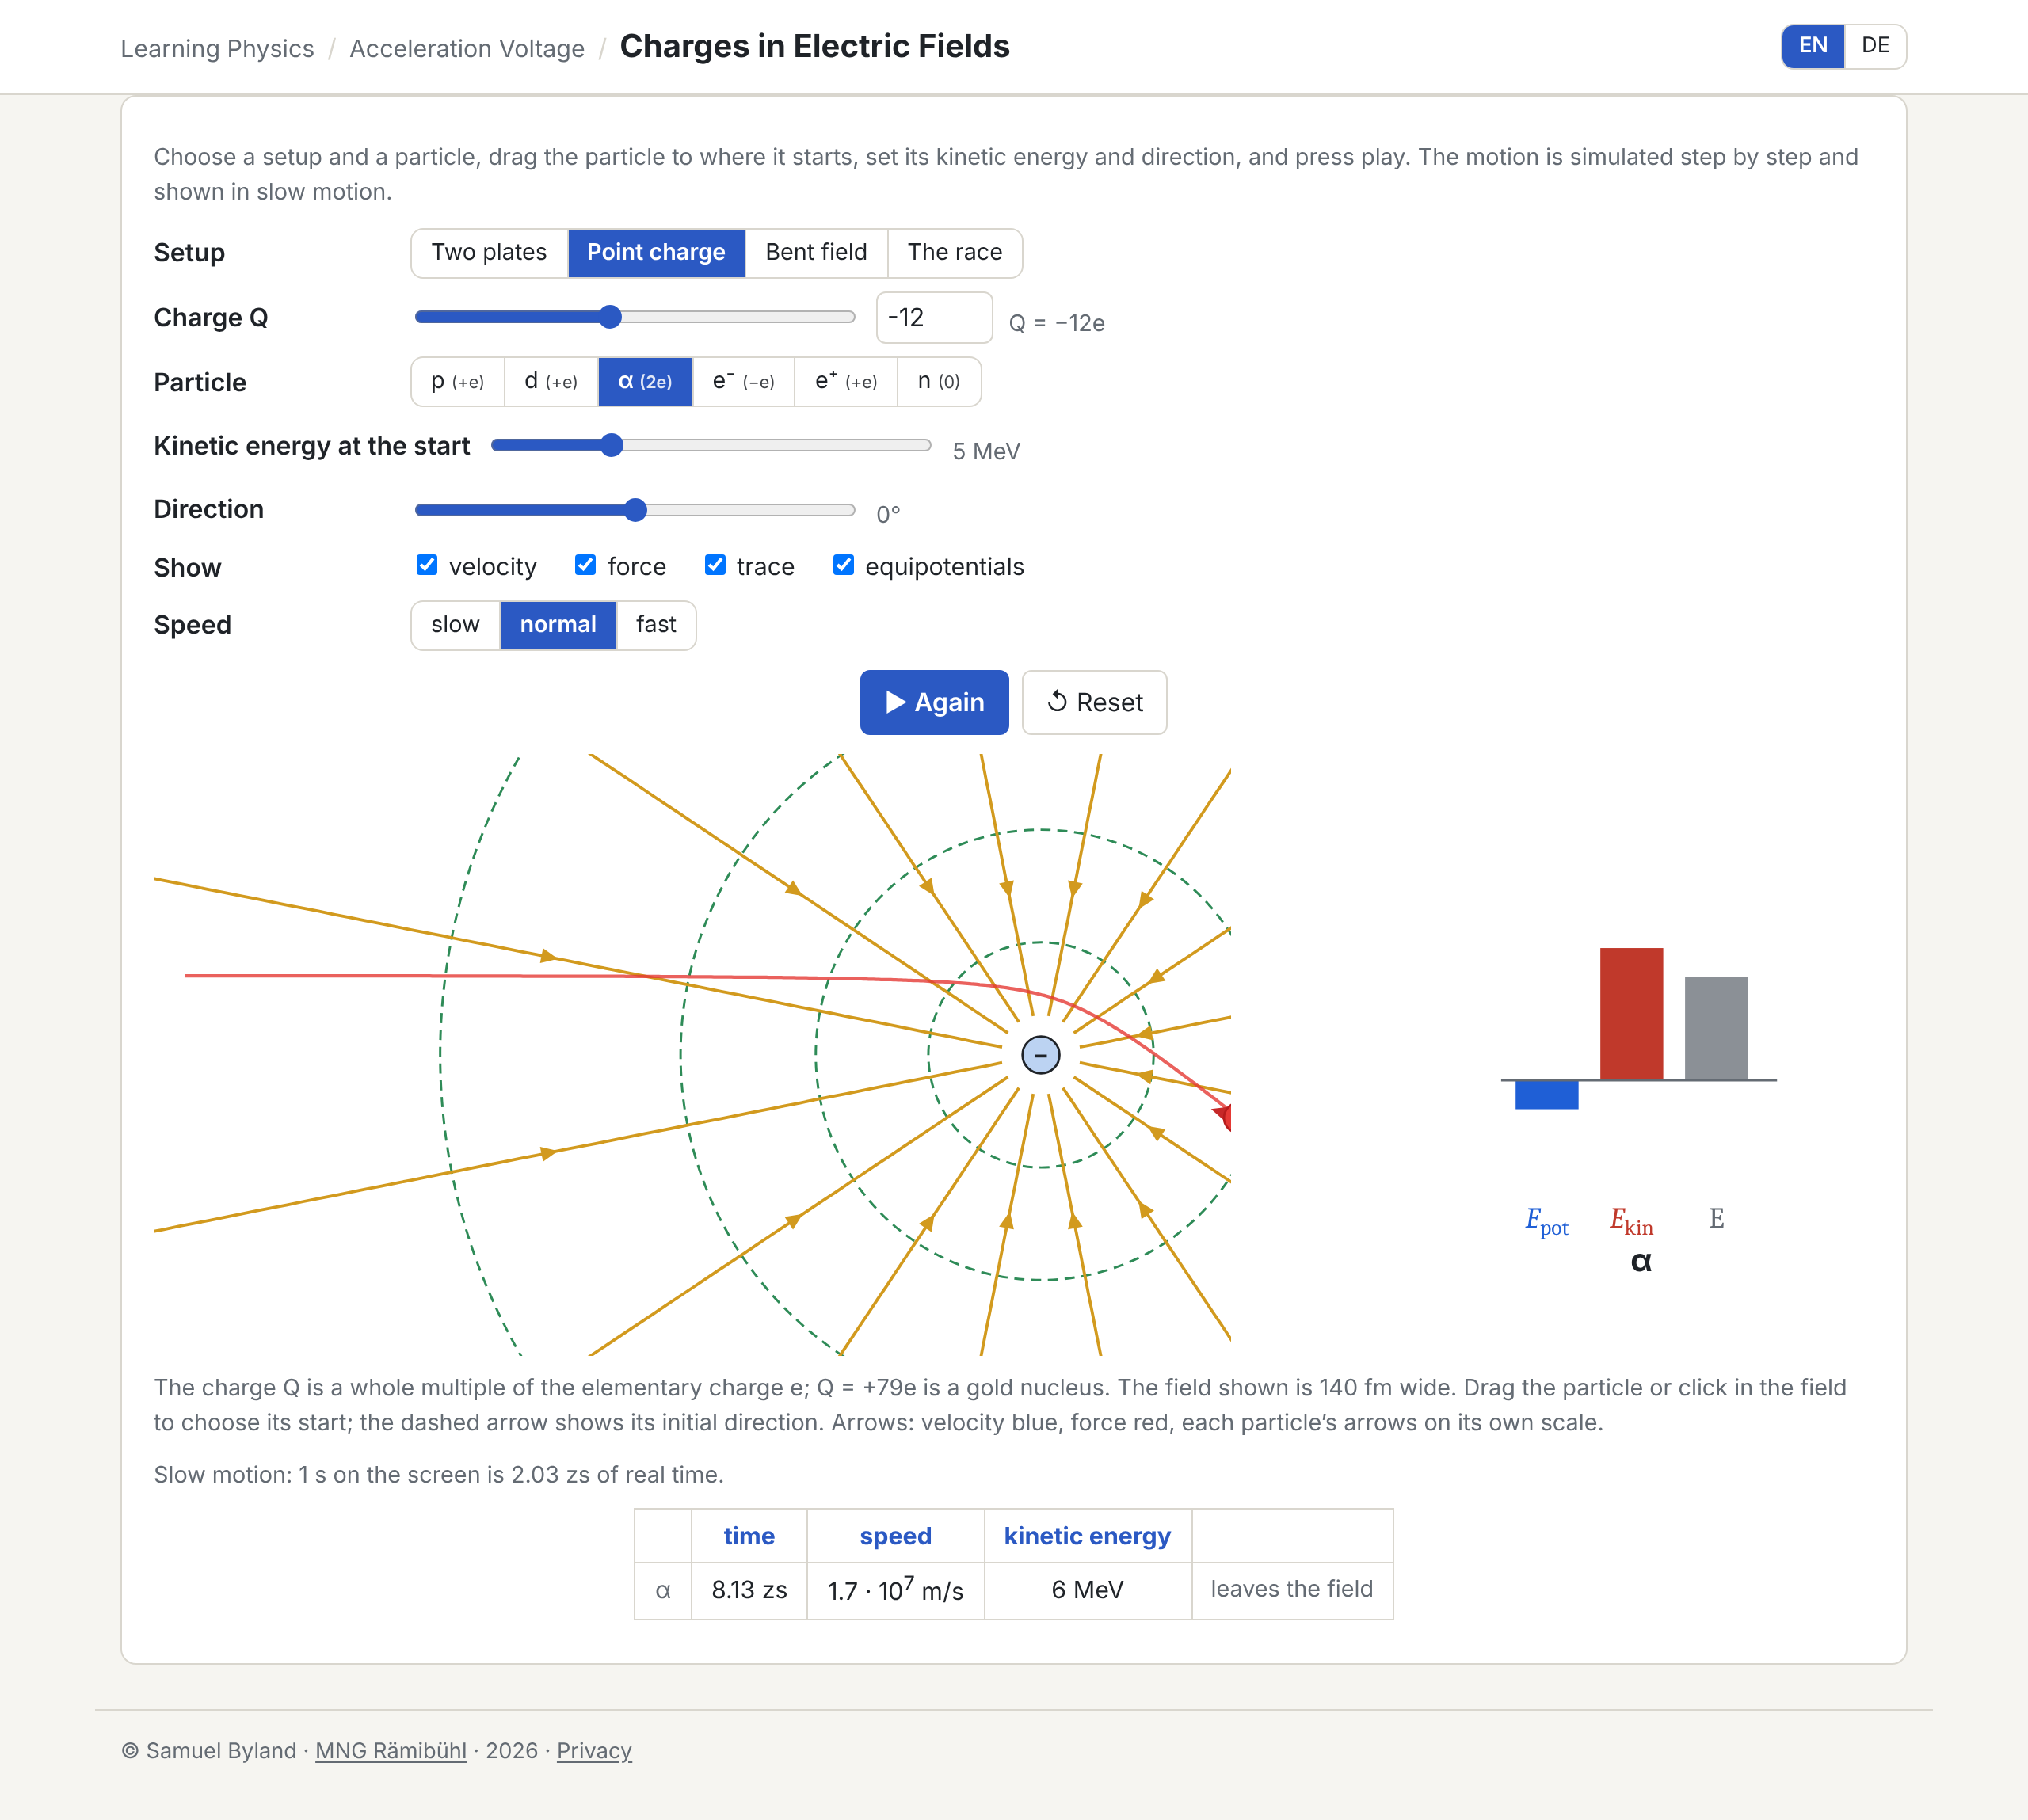 Learning Physics / Acceleration Voltage / Charges in Electric Fields
EN DE
Choose a setup and a particle, drag the particle to where it starts, set its kinetic energy and direction, and press play. The motion is simulated step by step and
shown in slow motion.
Setup Two plates Point charge Bent field The race
Charge Q -12 Q = −12e
Particle p (+e) d (+e) α (2e) e⁻ (−e) e⁺ (+e) n (0)
Kinetic energy at the start 5 MeV
Direction 0°
Show velocity force trace equipotentials
Speed slow normal fast
▶ Again ↺ Reset
−
E_pot E_kin E
α
The charge Q is a whole multiple of the elementary charge e; Q = +79e is a gold nucleus. The field shown is 140 fm wide. Drag the particle or click in the field
to choose its start; the dashed arrow shows its initial direction. Arrows: velocity blue, force red, each particle’s arrows on its own scale.
Slow motion: 1 s on the screen is 2.03 zs of real time.
time speed kinetic energy
α 8.13 zs 1.7 · 10⁷ m/s 6 MeV leaves the field
© Samuel Byland · MNG Rämibühl · 2026 · Privacy